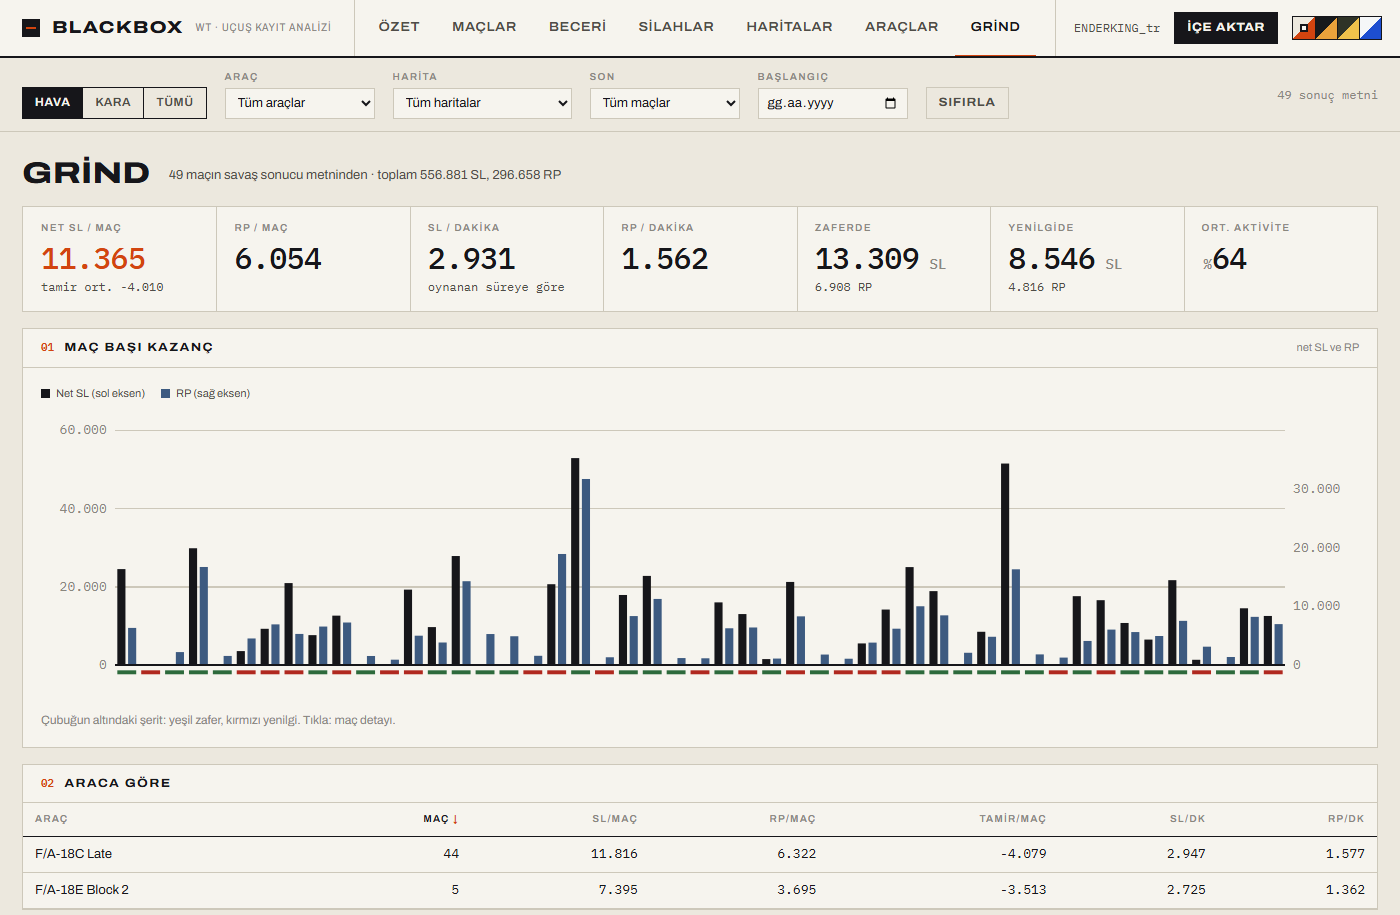 BLACKBOX WT · UÇUŞ KAYIT ANALİZİ ÖZET MAÇLAR BECERİ SİLAHLAR HARİTALAR ARAÇLAR GRİND ENDERKING_tr İÇE AKTAR
ARAÇ HARİTA SON BAŞLANGIÇ
HAVA KARA TÜMÜ Tüm araçlar Tüm haritalar Tüm maçlar gg.aa.yyyy SIFIRLA 49 sonuç metni
GRİND 49 maçın savaş sonucu metninden · toplam 556.881 SL, 296.658 RP
NET SL / MAÇ RP / MAÇ SL / DAKİKA RP / DAKİKA ZAFERDE YENİLGİDE ORT. AKTİVİTE
11.365 6.054 2.931 1.562 13.309 SL 8.546 SL %64
tamir ort. -4.010 oynanan süreye göre 6.908 RP 4.816 RP
01 MAÇ BAŞI KAZANÇ net SL ve RP
Net SL (sol eksen) RP (sağ eksen)
60.000
30.000
40.000
20.000
20.000
10.000
0 0
Çubuğun altındaki şerit: yeşil zafer, kırmızı yenilgi. Tıkla: maç detayı.
02 ARACA GÖRE
ARAÇ MAÇ ↓ SL/MAÇ RP/MAÇ TAMİR/MAÇ SL/DK RP/DK
F/A-18C Late 44 11.816 6.322 -4.079 2.947 1.577
F/A-18E Block 2 5 7.395 3.695 -3.513 2.725 1.362